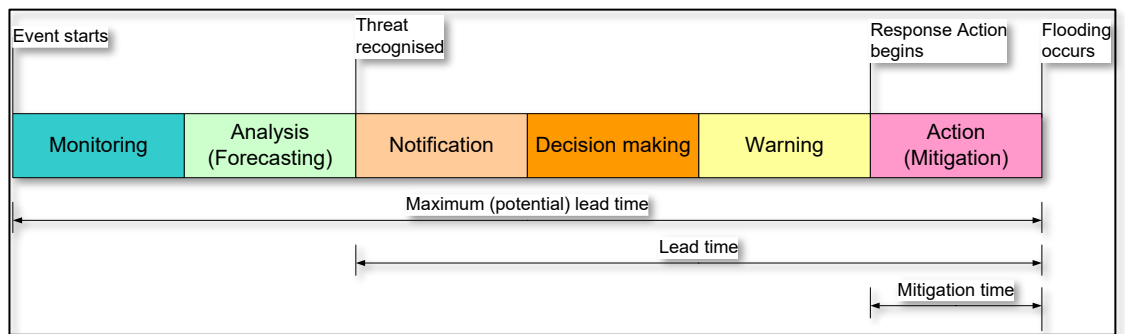 Event starts
Threat
recognised
Response Action
begins
Flooding
occurs
Monitoring
Analysis
(Forecasting)
Notification
Decision making
Warning
Action
(Mitigation)
Maximum (potential) lead time
Lead time
Mitigation time